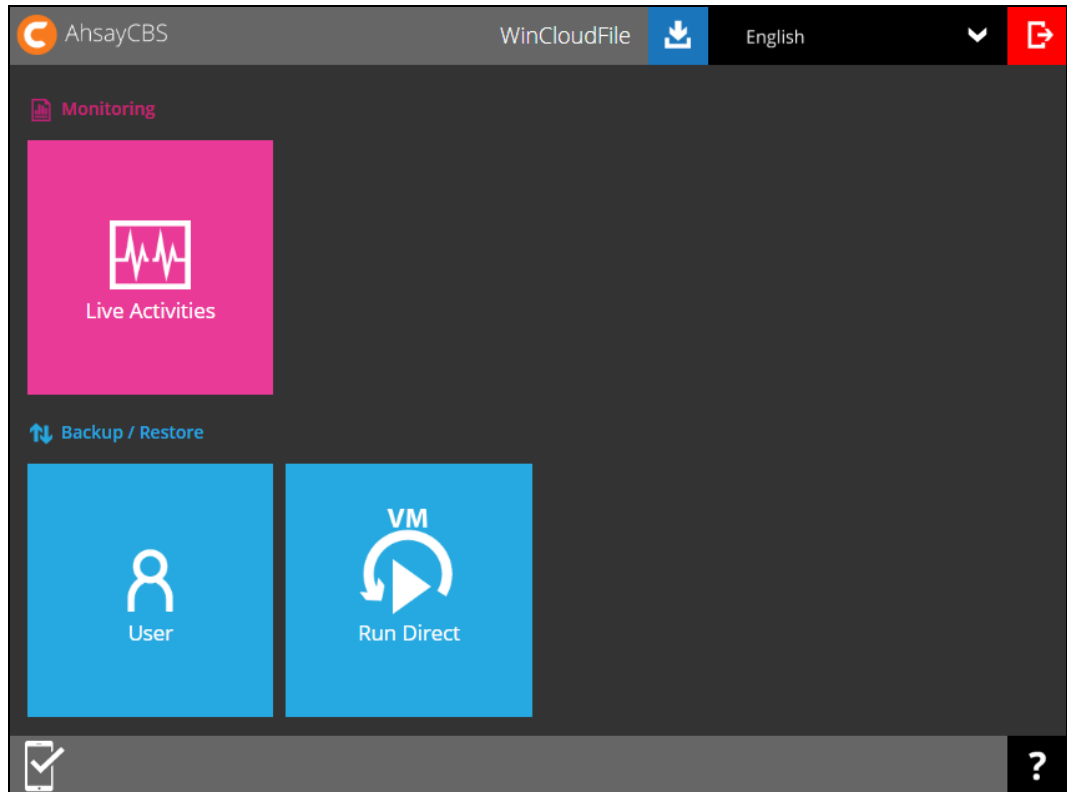 AhsayCBS
WinCloudFile
English
Monitoring
Live Activities
Backup / Restore
User
VM
Run Direct
?